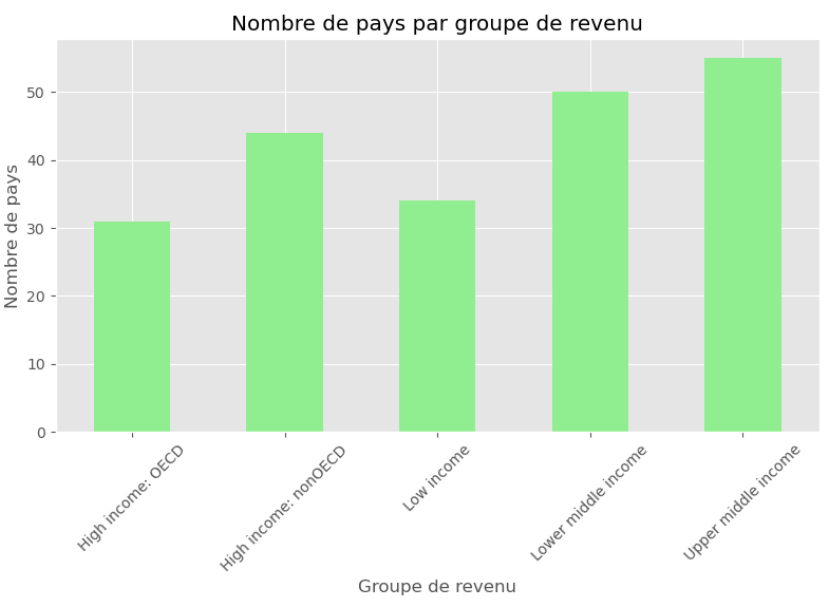 Nombre de pays par groupe de revenu
Nombre de pays
50
40
30
20
10
0
High income: OECD
High income: nonOECD
Low income
Lower middle income
Upper middle income
Groupe de revenu